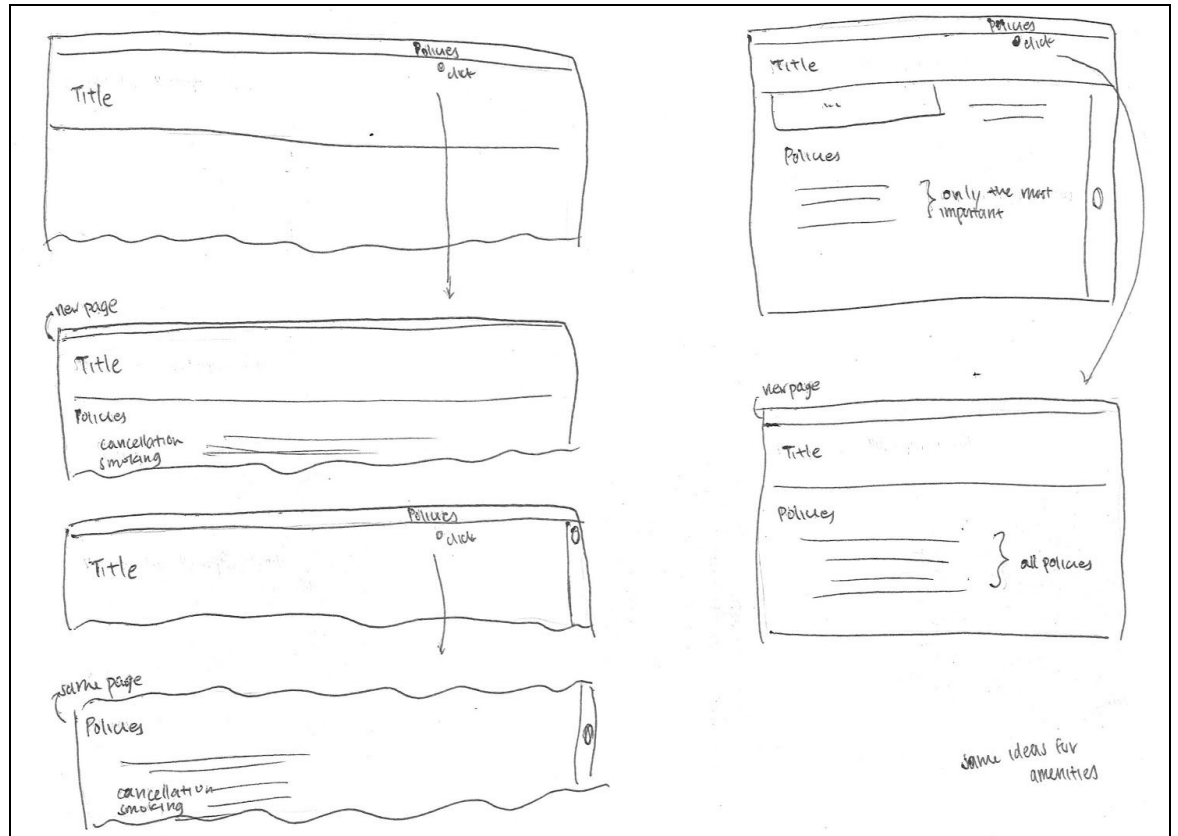 Policies
click
Title
new page
Title
Policies
cancellation
smoking
Policies
click
Title
same page
Policies
cancellation
smoking
Policies
click
Title
...
Policies
only the most
important
new page
Title
Policies
all policies
same ideas for
amenities